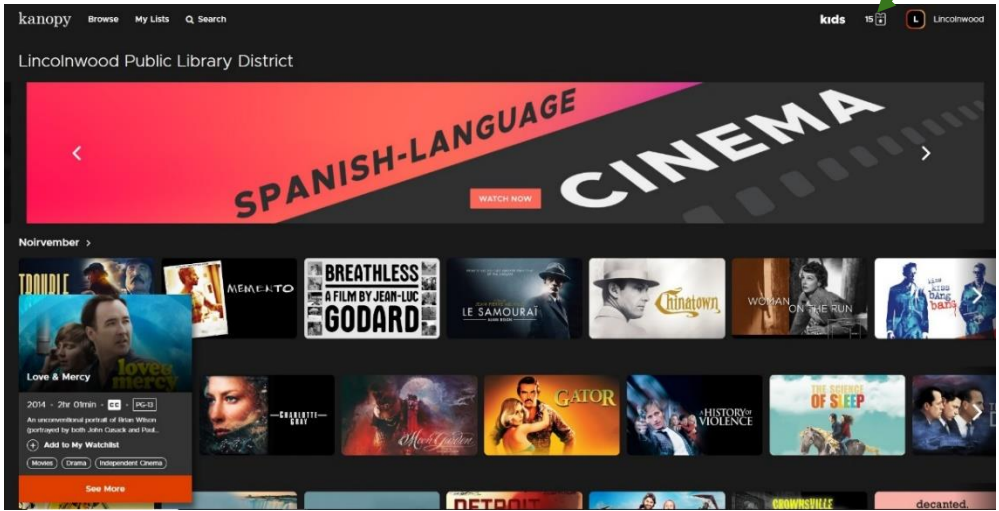 kanopy Browse My Lists Search kids 15 L Lincolnwood
Lincolnwood Public Library District
SPANISH-LANGUAGE
CINEMA
WATCH NOW
Noirvember >
TROUBLE
MEMENTO
BREATHLESS
A FILM BY JEAN-LUC
GODARD
LE SAMOURAÏ
Chinatown
WOMAN
ON THE RUN
kiss
bang
bang
love &
mercy
Love & Mercy
2014 · 2hr 01min · CC · PG-13
An unconventional portrait of Brian Wilson
(portrayed by both John Cusack and Paul...
Add to My Watchlist
Movies Drama Independent Cinema
See More
CHARLOTTE
GRAY
Moon Garden
GATOR
A HISTORY OF
VIOLENCE
THE SCIENCE
OF SLEEP
DETROIT
CROWNSVILLE
decanted.